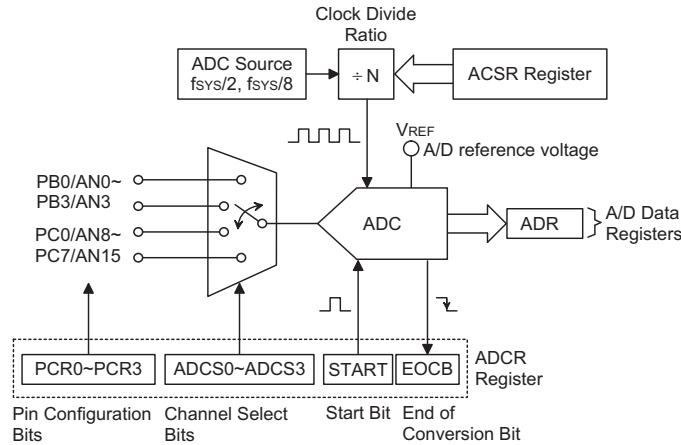 Clock Divide
Ratio
ADC Source
fSYS/2, fSYS/8
÷ N
ACSR Register
VREF
A/D reference voltage
PB0/AN0~
PB3/AN3
PC0/AN8~
PC7/AN15
ADC
ADR
A/D Data
Registers
PCR0~PCR3
ADCS0~ADCS3
START
EOCB
ADCR
Register
Pin Configuration
Bits
Channel Select
Bits
Start Bit
End of
Conversion Bit